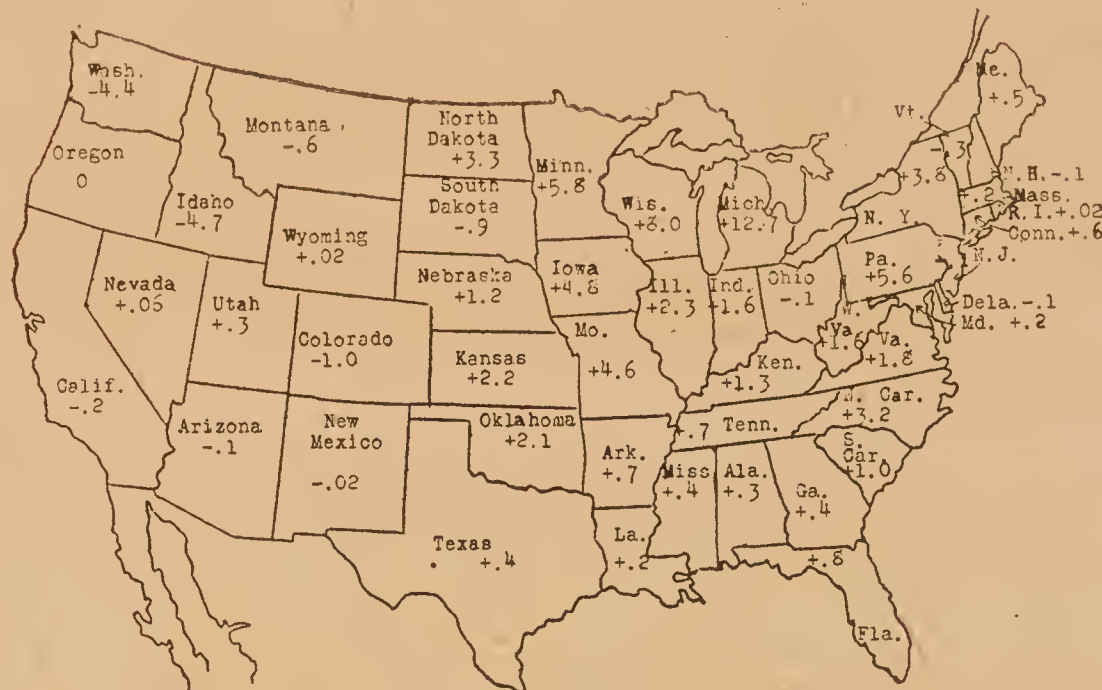 Wash.
-4.4
Oregon
0
Idaho
-4.7
Montana
-.6
Wyoming
+.02
North
Dakota
+3.3
South
Dakota
-.9
Nebraska
+1.2
Kansas
+2.2
Nevada
+.05
Utah
+.3
Colorado
-1.0
Calif.
-.2
Arizona
-.1
New
Mexico
-.02
Oklahoma
+2.1
Texas
+.4
Minn.
+5.8
Iowa
+4.8
Mo.
+4.6
Ark.
+.7
La.
+.2
Wis.
Mich.
+12.7
Ill.
+2.3
Ind.
+1.6
Ohio
-.1
Ken.
+1.3
Tenn.
+.7
Miss
+.4
Ala.
+.3
Ga.
+.4
Fla.
+.8
S.
Car.
+1.0
N. Car.
+3.2
Va.
+1.8
W.
Va.
+1.6
Pa.
+5.6
N. Y.
+3.8
Vt.
Me.
+.5
N. H.-.1
Mass.
+.2
R. I.+.02
Conn.+.6
N.J.
Dela.-.1
Md. +.2